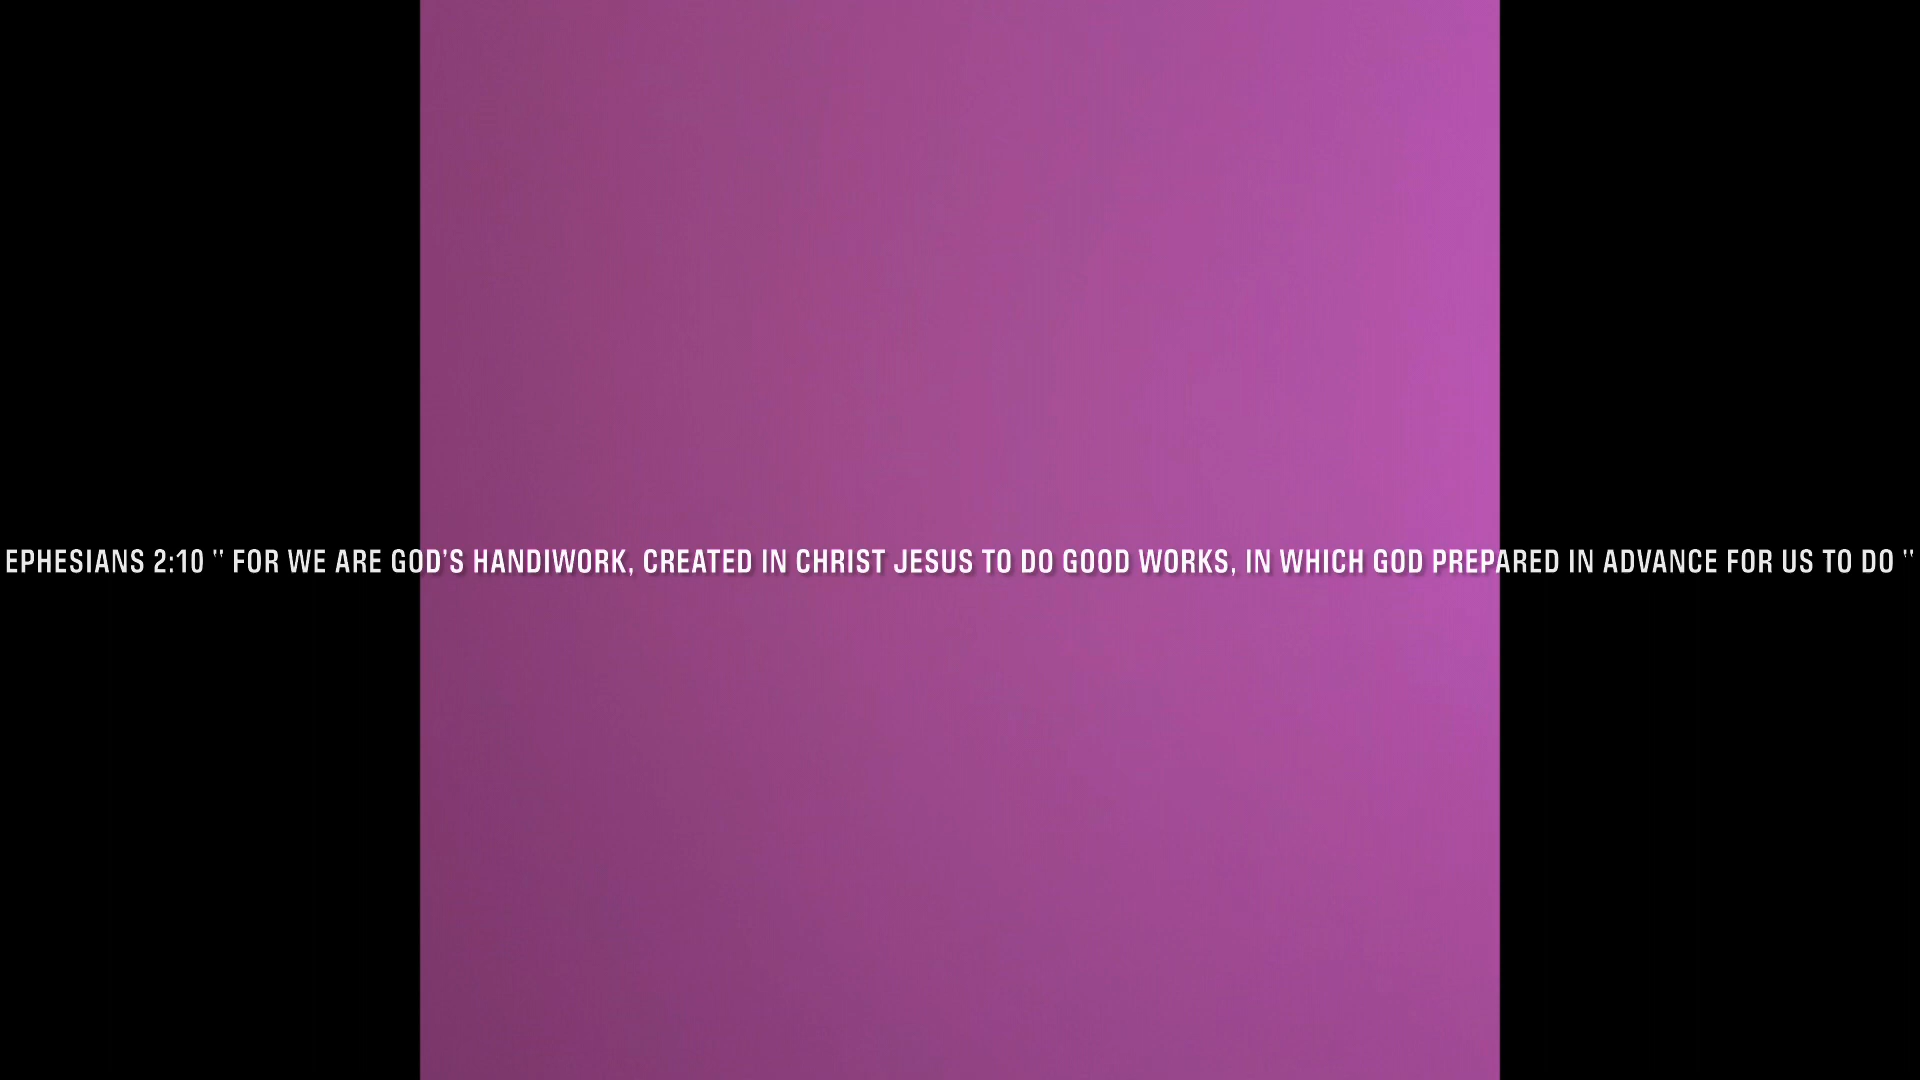 EPHESIANS 2:10 " FOR WE ARE GOD'S HANDIWORK, CREATED IN CHRIST JESUS TO DO GOOD WORKS, IN WHICH GOD PREPARED IN ADVANCE FOR US TO DO "